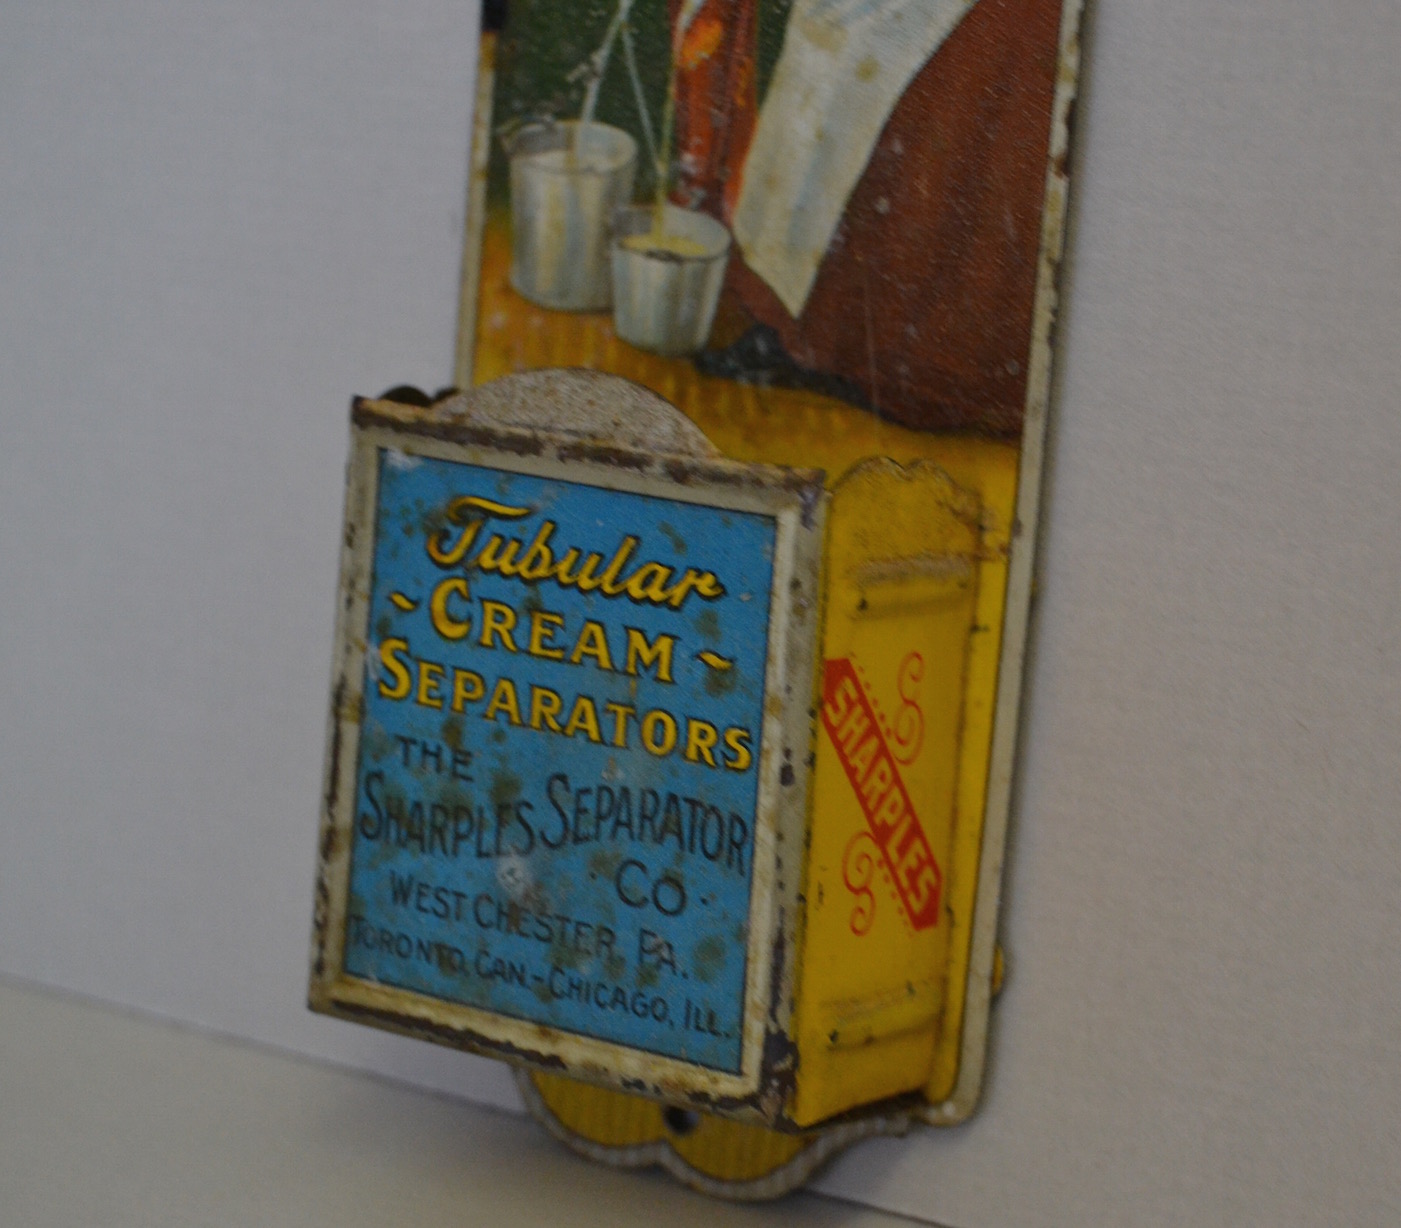 Tubular
~ CREAM ~
SEPARATORS
THE
SHARPLES SEPARATOR
CO.
WEST CHESTER, PA.
TORONTO, CAN.-CHICAGO, ILL.
SHARPLES